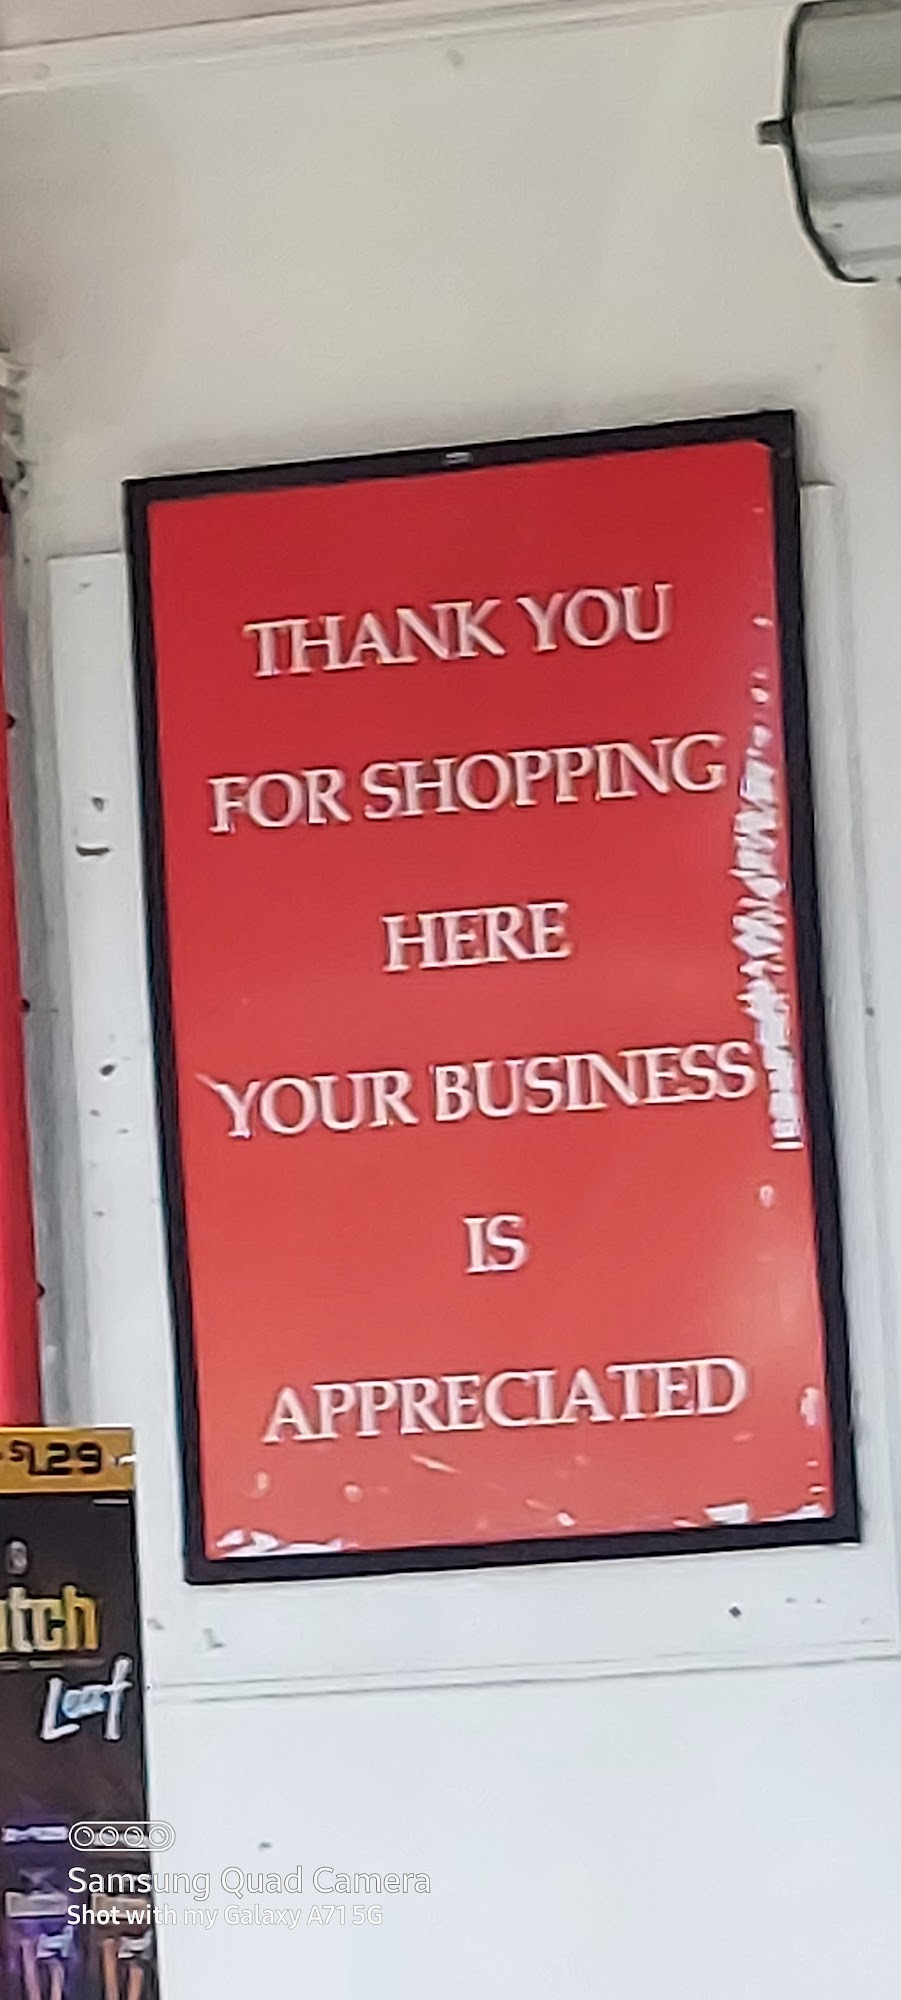 THANK YOU
FOR SHOPPING
HERE
YOUR BUSINESS
IS
APPRECIATED
$1.29
Leaf
Samsung Quad Camera
Shot with my Galaxy A71 5G